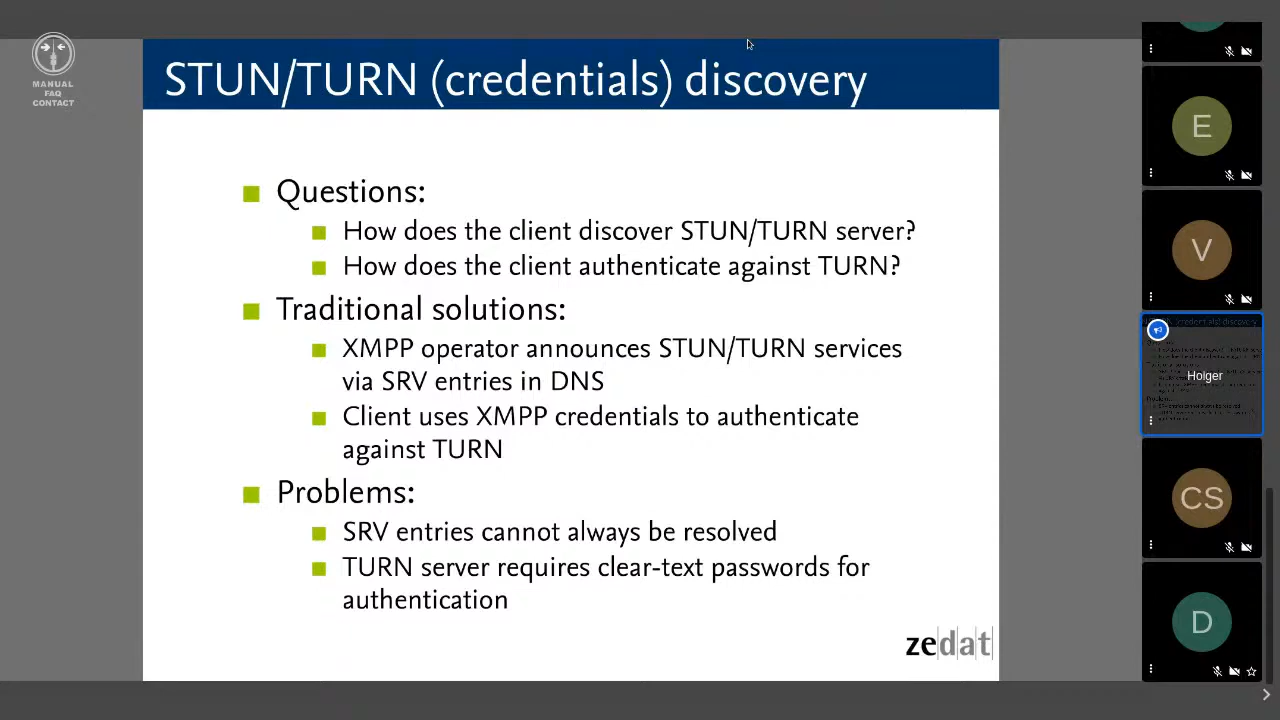 MANUAL
FAQ
CONTACT
STUN/TURN (credentials) discovery
Questions:
How does the client discover STUN/TURN server?
How does the client authenticate against TURN?
Traditional solutions:
XMPP operator announces STUN/TURN services
via SRV entries in DNS
Client uses XMPP credentials to authenticate
against TURN
Problems:
SRV entries cannot always be resolved
TURN server requires clear-text passwords for
authentication
zedat
E
V
Holger
CS
D